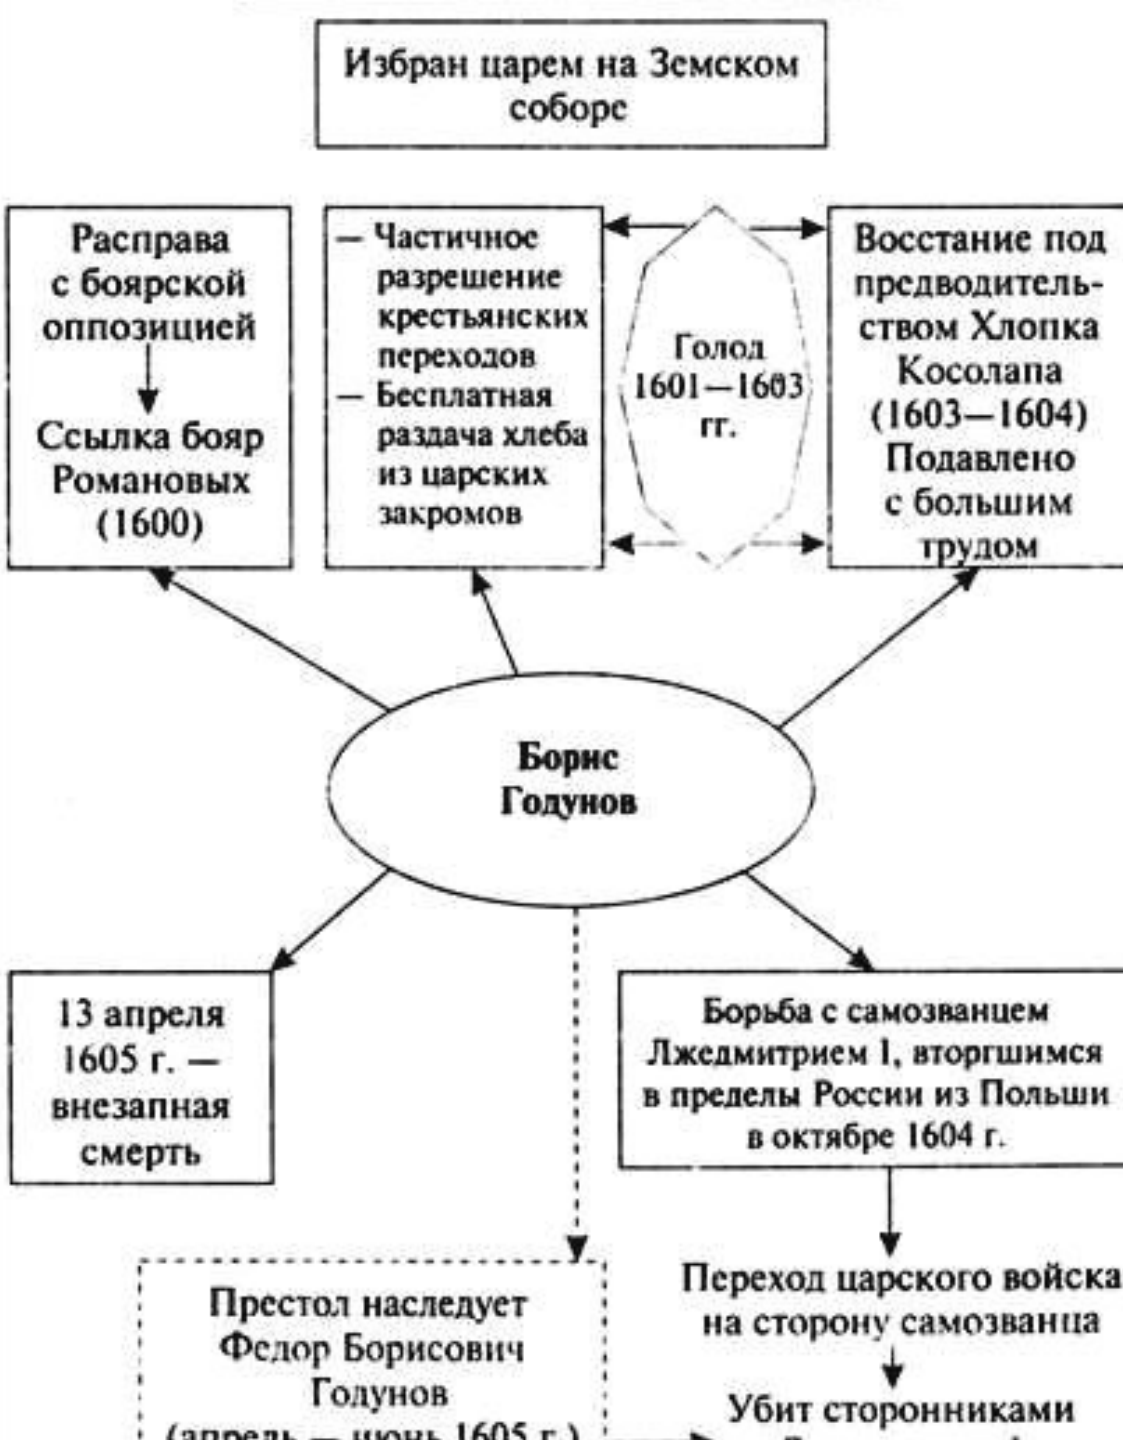 Избран царем на Земском
соборе
Расправа
с боярской
оппозицией
Ссылка бояр
Романовых
(1600)
— Частичное
разрешение
крестьянских
переходов
— Бесплатная
раздача хлеба
из царских
закромов
Голод
1601—1603
гг.
Восстание под
предводитель-
ством Хлопка
Косолапа
(1603—1604)
Подавлено
с большим
трудом
Борис
Годунов
13 апреля
1605 г. —
внезапная
смерть
Борьба с самозванцем
Лжедмитрием I, вторгшимся
в пределы России из Польши
в октябре 1604 г.
Переход царского войска
на сторону самозванца
Убит сторонниками
Престол наследует
Федор Борисович
Годунов
(апрель — июнь 1605 г.)